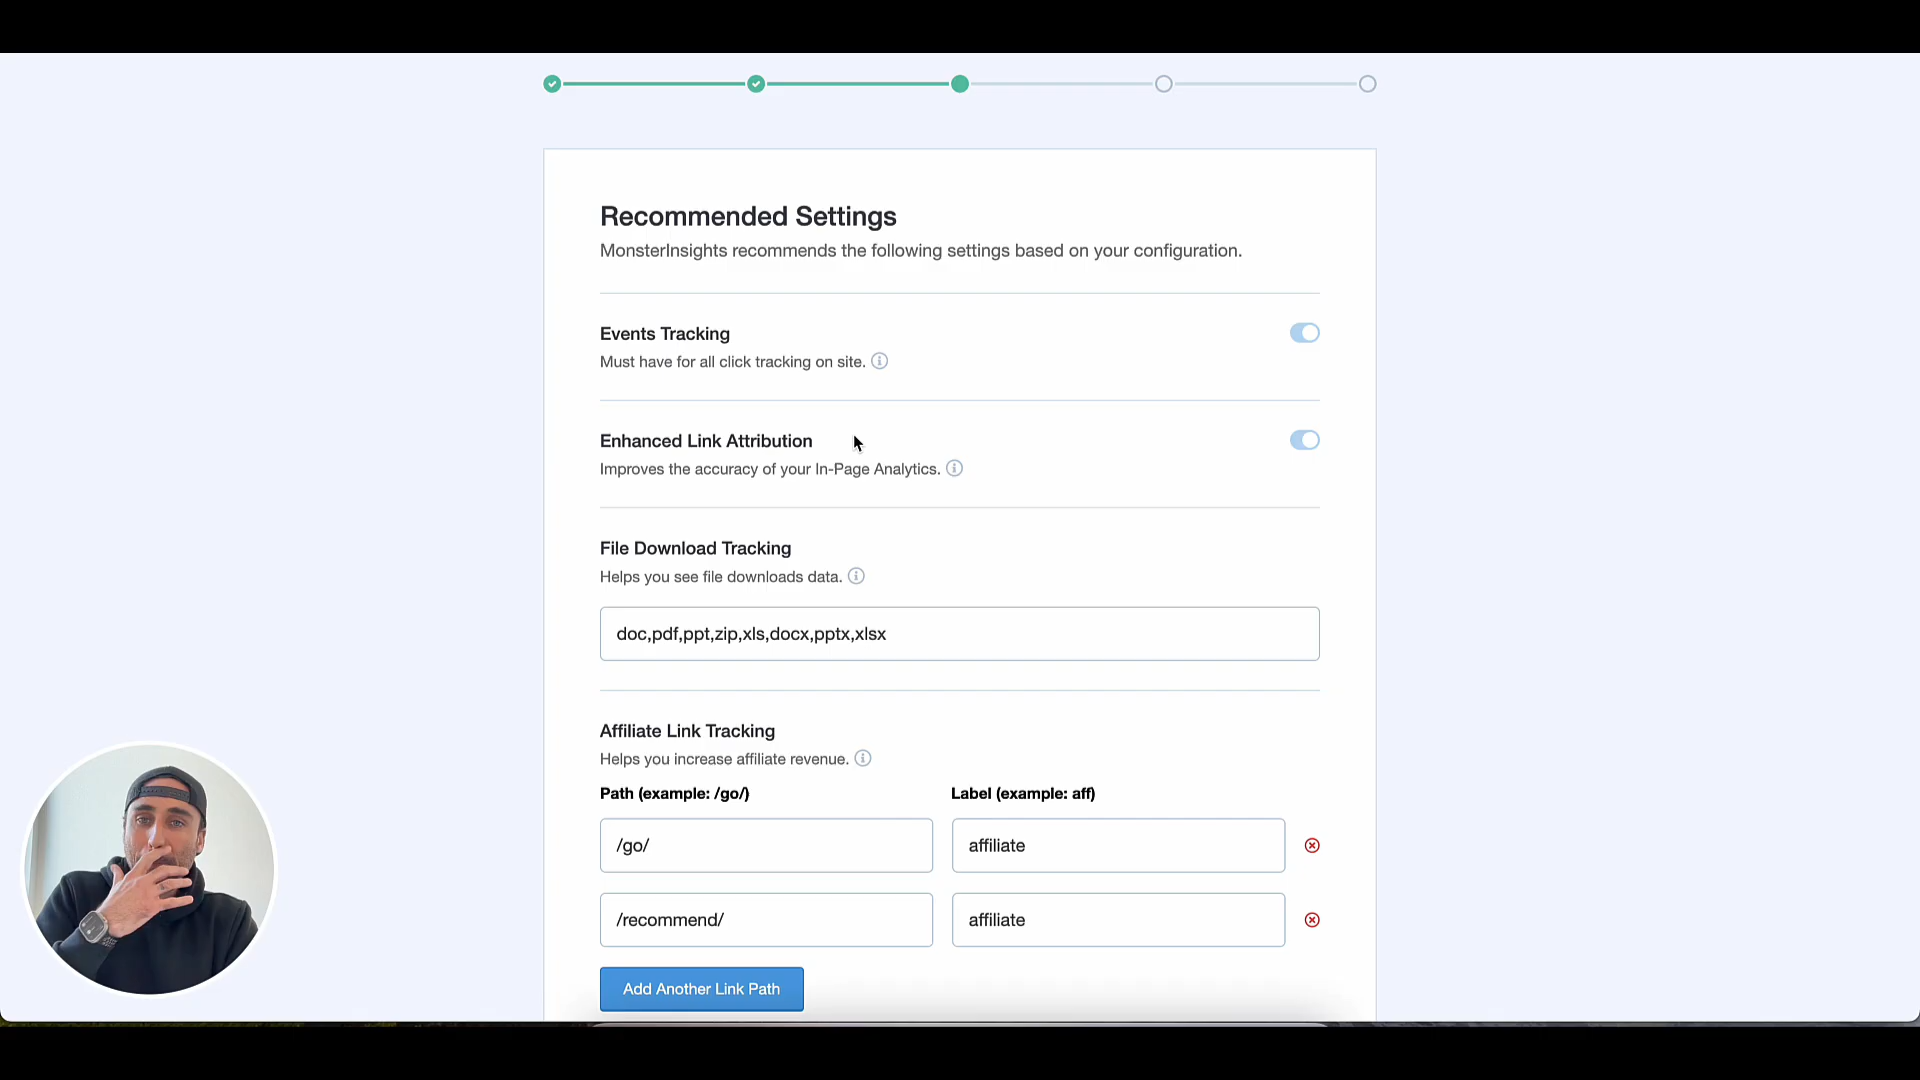 Recommended Settings
MonsterInsights recommends the following settings based on your configuration.
Events Tracking
Must have for all click tracking on site.
Enhanced Link Attribution
Improves the accuracy of your In-Page Analytics.
File Download Tracking
Helps you see file downloads data.
doc,pdf,ppt,zip,xls,docx,pptx,xlsx
Affiliate Link Tracking
Helps you increase affiliate revenue.
Path (example: /go/) Label (example: aff)
/go/ affiliate
/recommend/ affiliate
Add Another Link Path